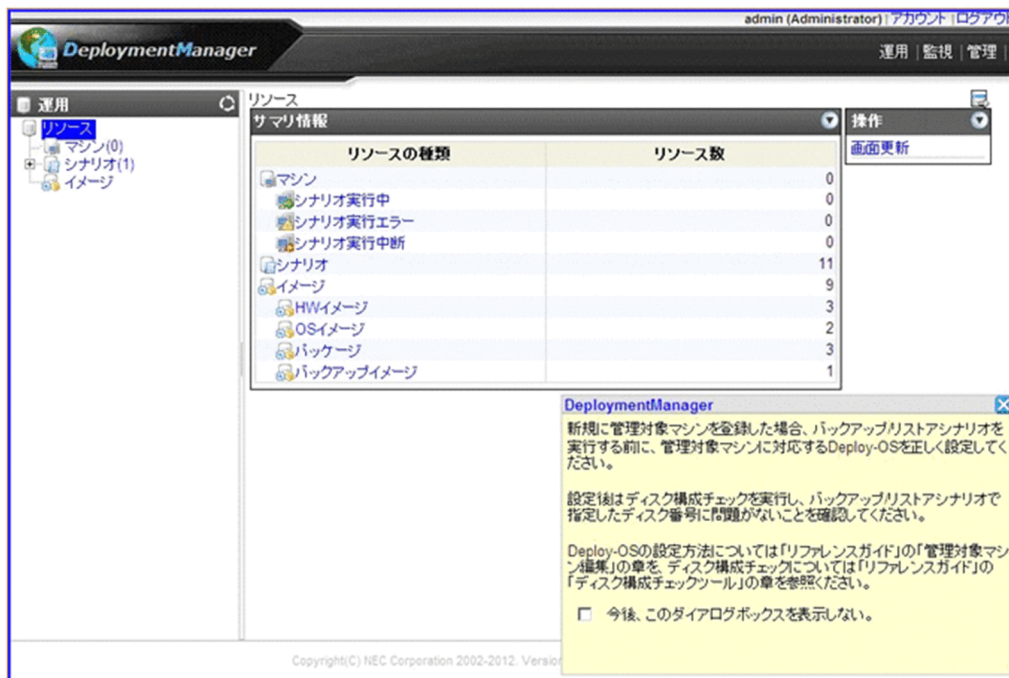 admin (Administrator) | アカウント | ログアウ
DeploymentManager
運用 | 監視 | 管理 |
運用
リソース
マシン(0)
シナリオ(1)
イメージ
リソース
サマリ情報
リソースの種類 リソース数
マシン 0
シナリオ実行中 0
シナリオ実行エラー 0
シナリオ実行中断 0
シナリオ 11
イメージ 9
HWイメージ 3
OSイメージ 2
パッケージ 3
バックアップイメージ 1
操作
画面更新
DeploymentManager
新規に管理対象マシンを登録した場合、バックアップ/リストアシナリオを
実行する前に、管理対象マシンに対応するDeploy-OSを正しく設定してく
ださい。
設定後はディスク構成チェックを実行し、バックアップ/リストアシナリオで
指定したディスク番号に問題がないことを確認してください。
Deploy-OSの設定方法については「リファレンスガイド」の「管理対象マシ
ン編集」の章を、ディスク構成チェックについては「リファレンスガイド」の
「ディスク構成チェックツール」の章を参照ください。
今後、このダイアログボックスを表示しない。
Copyright(C) NEC Corporation 2002-2012. Version